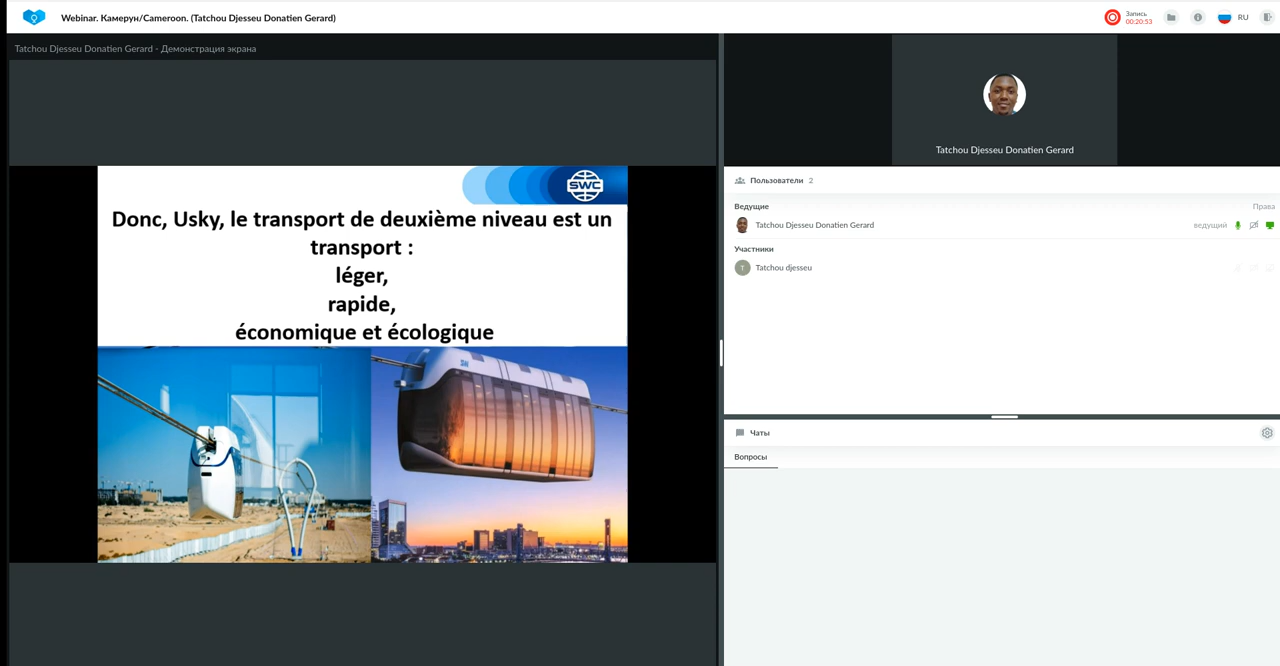 Webinar. Камерун/Cameroon. (Tatchou Djesseu Donatien Gerard)
Запись
00:20:53
RU
Tatchou Djesseu Donatien Gerard - Демонстрация экрана
SWC
Donc, Usky, le transport de deuxième niveau est un
transport :
léger,
rapide,
économique et écologique
Tatchou Djesseu Donatien Gerard
Пользователи 2
Ведущие Права
Tatchou Djesseu Donatien Gerard ведущий
Участники
T Tatchou djesseu
Чаты
Вопросы